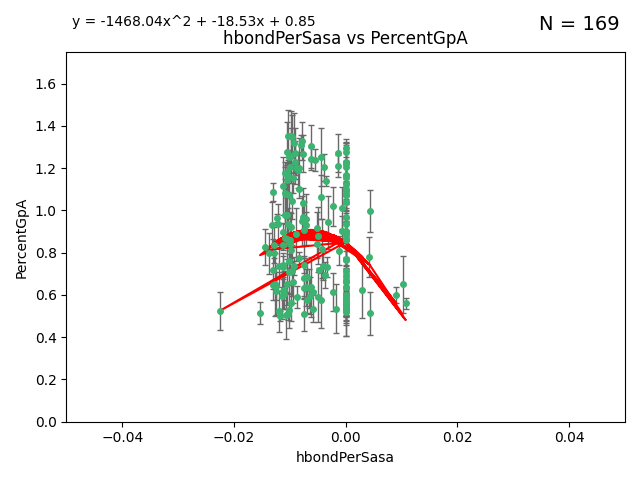 y = -1468.04x^2 + -18.53x + 0.85
N = 169
hbondPerSasa vs PercentGpA
1.6
1.4
1.2
1.0
0.8
0.6
0.4
0.2
0.0
PercentGpA
−0.04 −0.02 0.00 0.02 0.04
hbondPerSasa